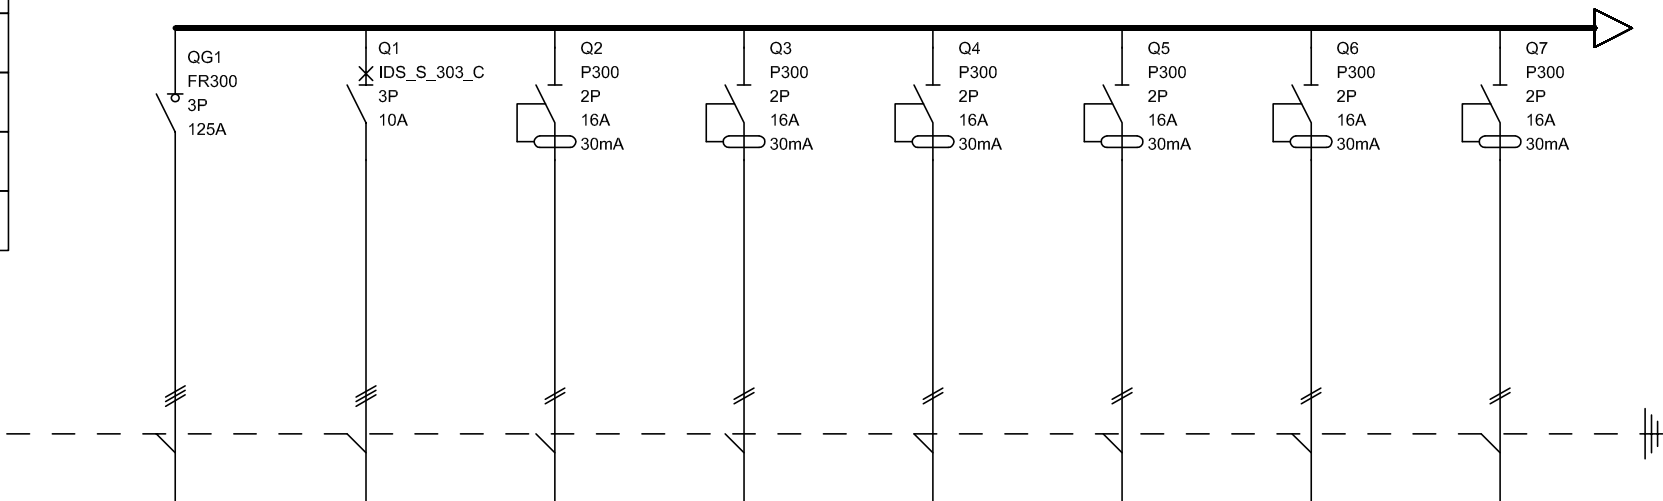 QG1
FR300
3P
125A
Q1
IDS_S_303_C
3P
10A
Q2
P300
2P
16A
30mA
Q3
P300
2P
16A
30mA
Q4
P300
2P
16A
30mA
Q5
P300
2P
16A
30mA
Q6
P300
2P
16A
30mA
Q7
P300
2P
16A
30mA